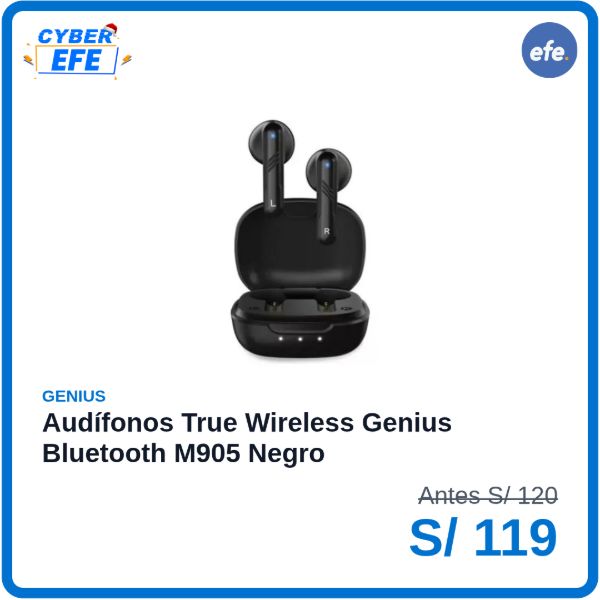 CYBER
EFE
efe.
L
R
GENIUS
Audífonos True Wireless Genius
Bluetooth M905 Negro
Antes S/ 120
S/ 119